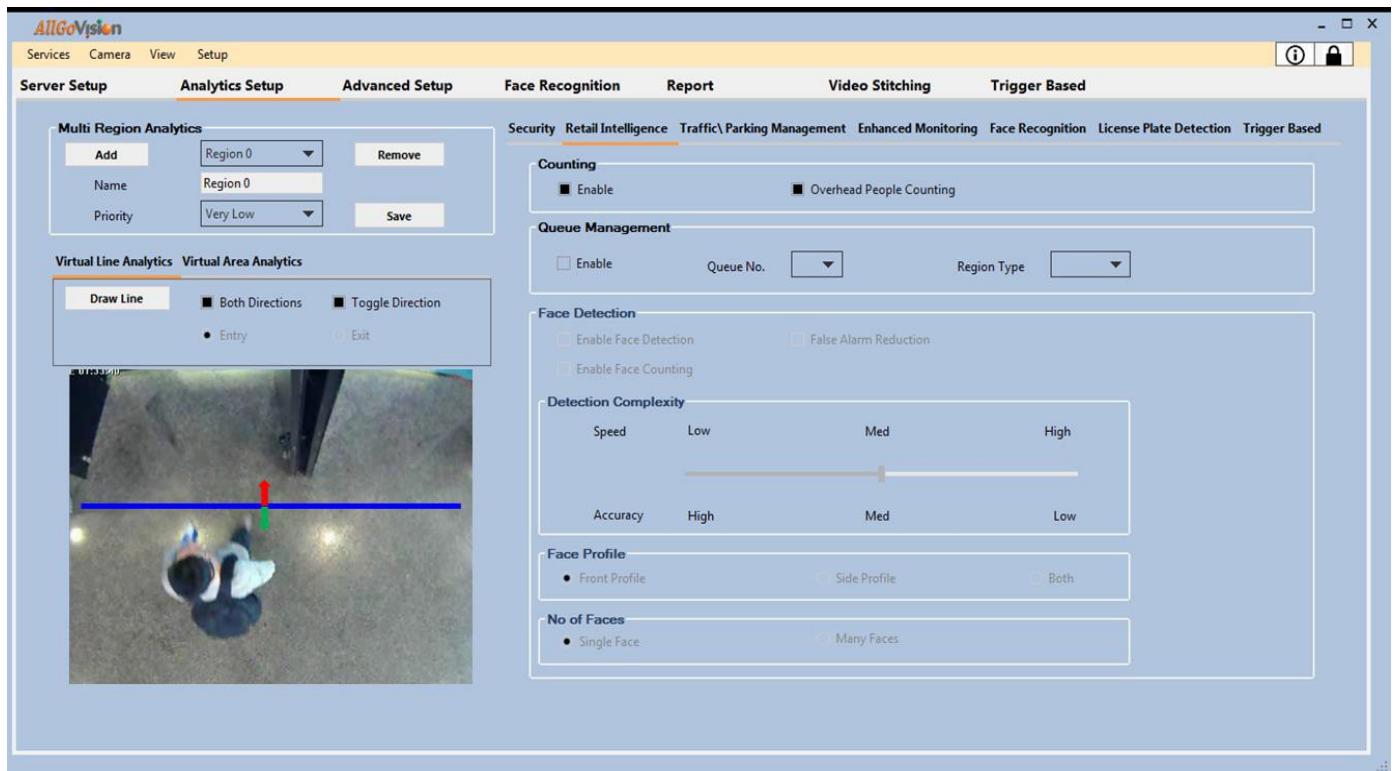 AllGoVision
Services Camera View Setup
Server Setup Analytics Setup Advanced Setup Face Recognition Report Video Stitching Trigger Based
Multi Region Analytics
Add Region 0 Remove
Name Region 0
Priority Very Low Save
Virtual Line Analytics Virtual Area Analytics
Draw Line Both Directions Toggle Direction
Entry Exit
Security Retail Intelligence Traffic\ Parking Management Enhanced Monitoring Face Recognition License Plate Detection Trigger Based
Counting
Enable Overhead People Counting
Queue Management
Enable Queue No. Region Type
Face Detection
Enable Face Detection False Alarm Reduction
Enable Face Counting
Detection Complexity
Speed Low Med High
Accuracy High Med Low
Face Profile
Front Profile Side Profile Both
No of Faces
Single Face Many Faces